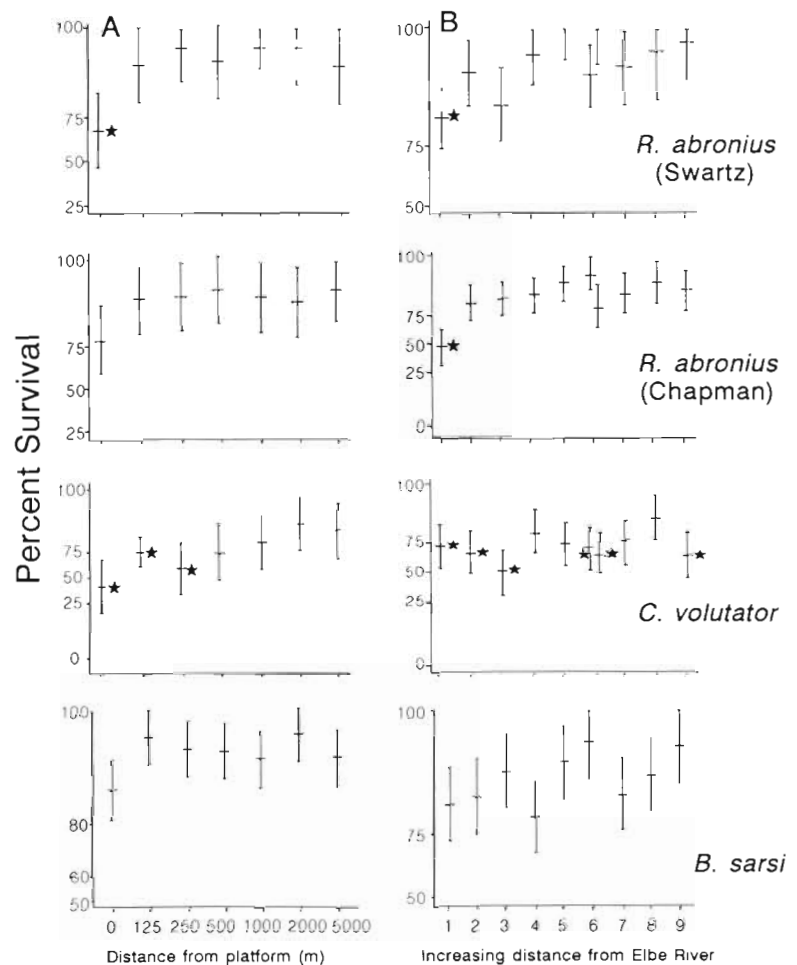 A
B
100
75
50
25
100
75
50
R. abronius
(Swartz)
100
75
50
25
100
75
50
25
0
R. abronius
(Chapman)
Percent Survival
100
75
50
25
0
100
75
50
25
0
C. volutator
100
80
60
50
100
75
50
B. sarsi
0 125 250 500 1000 2000 5000
1 2 3 4 5 6 7 8 9
Distance from platform (m)
Increasing distance from Elbe River